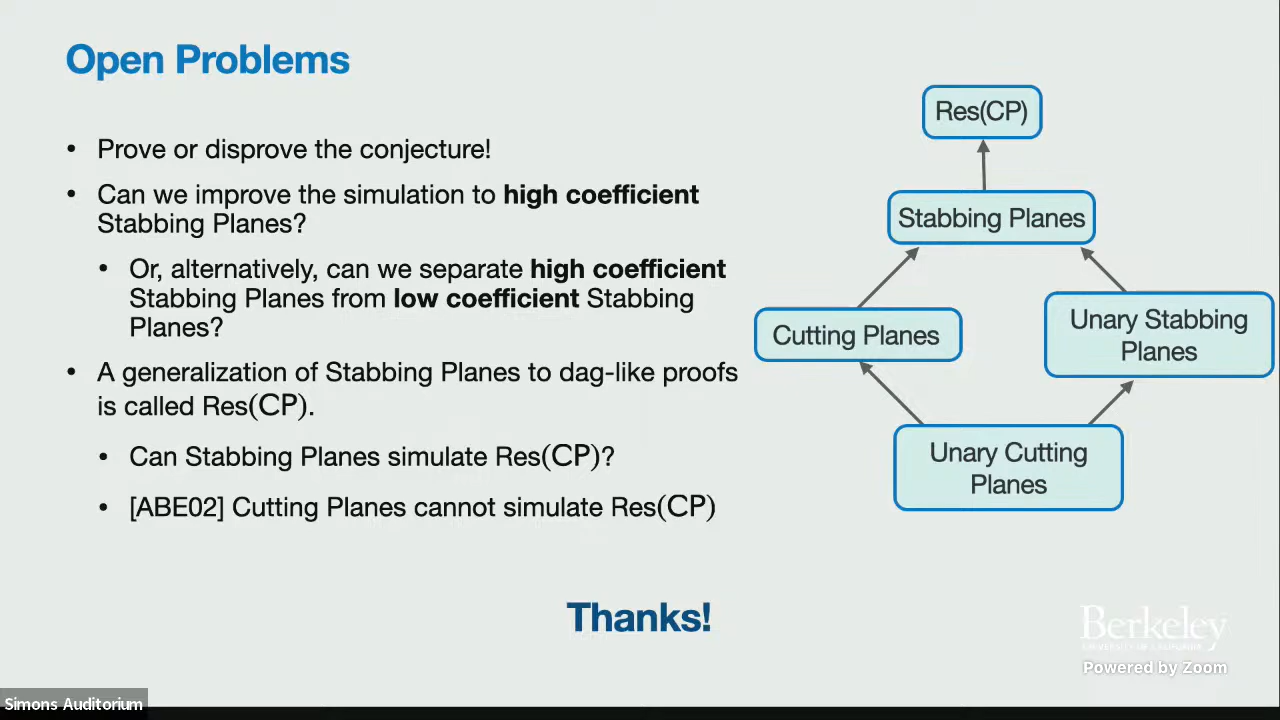 Open Problems
• Prove or disprove the conjecture!
• Can we improve the simulation to high coefficient
Stabbing Planes?
• Or, alternatively, can we separate high coefficient
Stabbing Planes from low coefficient Stabbing
Planes?
• A generalization of Stabbing Planes to dag-like proofs
is called Res(CP).
• Can Stabbing Planes simulate Res(CP)?
• [ABE02] Cutting Planes cannot simulate Res(CP)
Res(CP)
Stabbing Planes
Cutting Planes
Unary Stabbing
Planes
Unary Cutting
Planes
Thanks!
Berkeley
UNIVERSITY OF CALIFORNIA
Powered by Zoom
Simons Auditorium